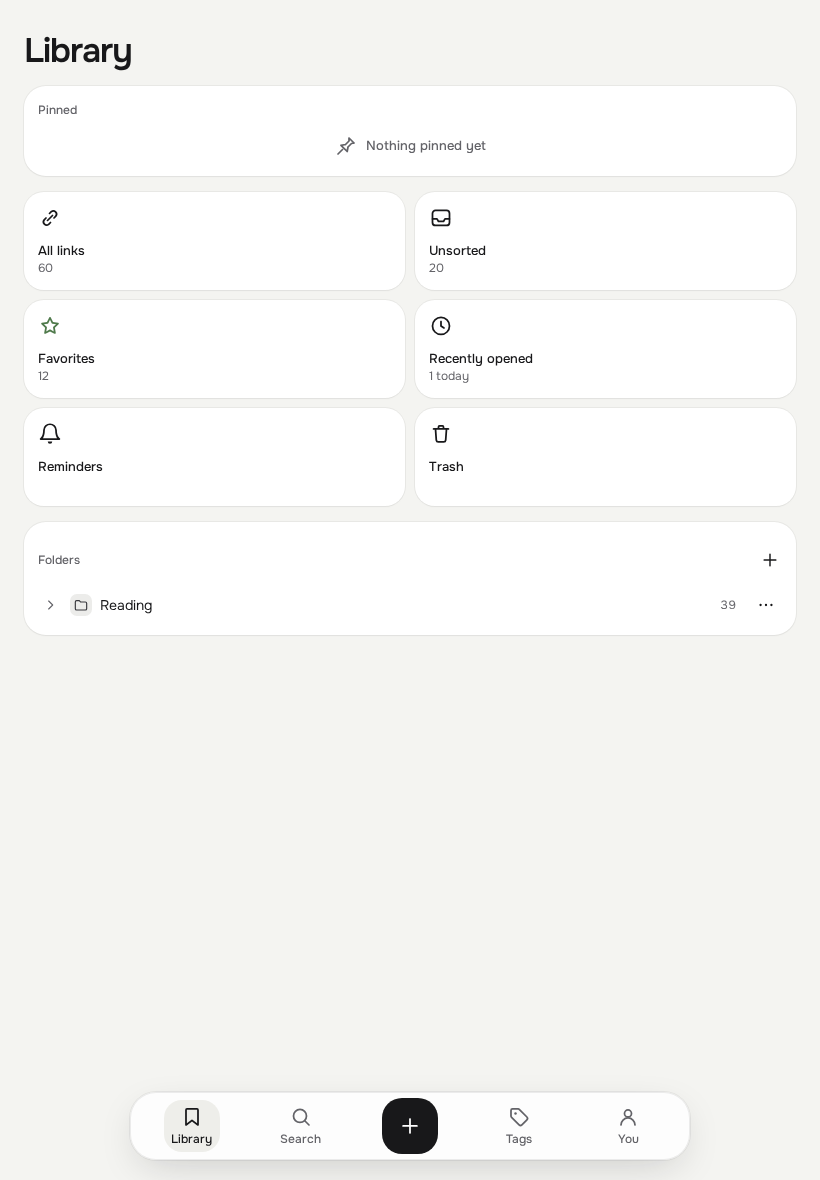 Library
Pinned
Nothing pinned yet
All links
60
Unsorted
20
Favorites
12
Recently opened
1 today
Reminders
Trash
Folders
Reading
39
Library
Search
Tags
You